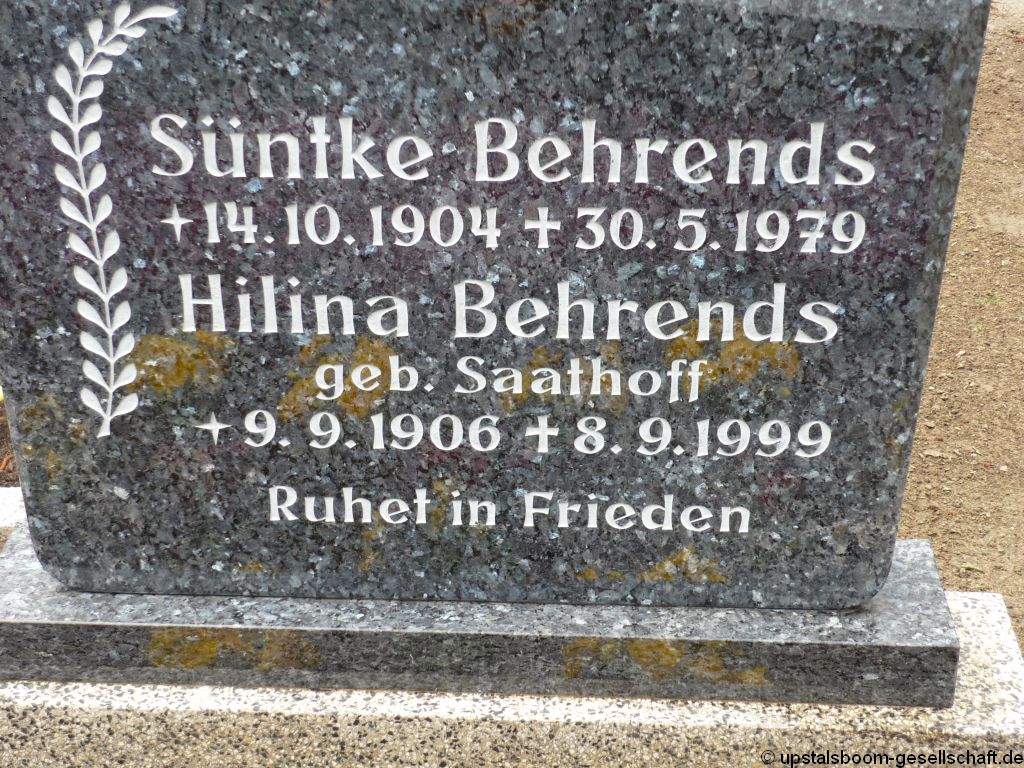 Süntke Behrends
14.10.1904 ✝ 30.5.1979
Hilina Behrends
geb. Saathoff
9.9.1906 ✝ 8.9.1999
Ruhet in Frieden
© upstalsboom-gesellschaft.de